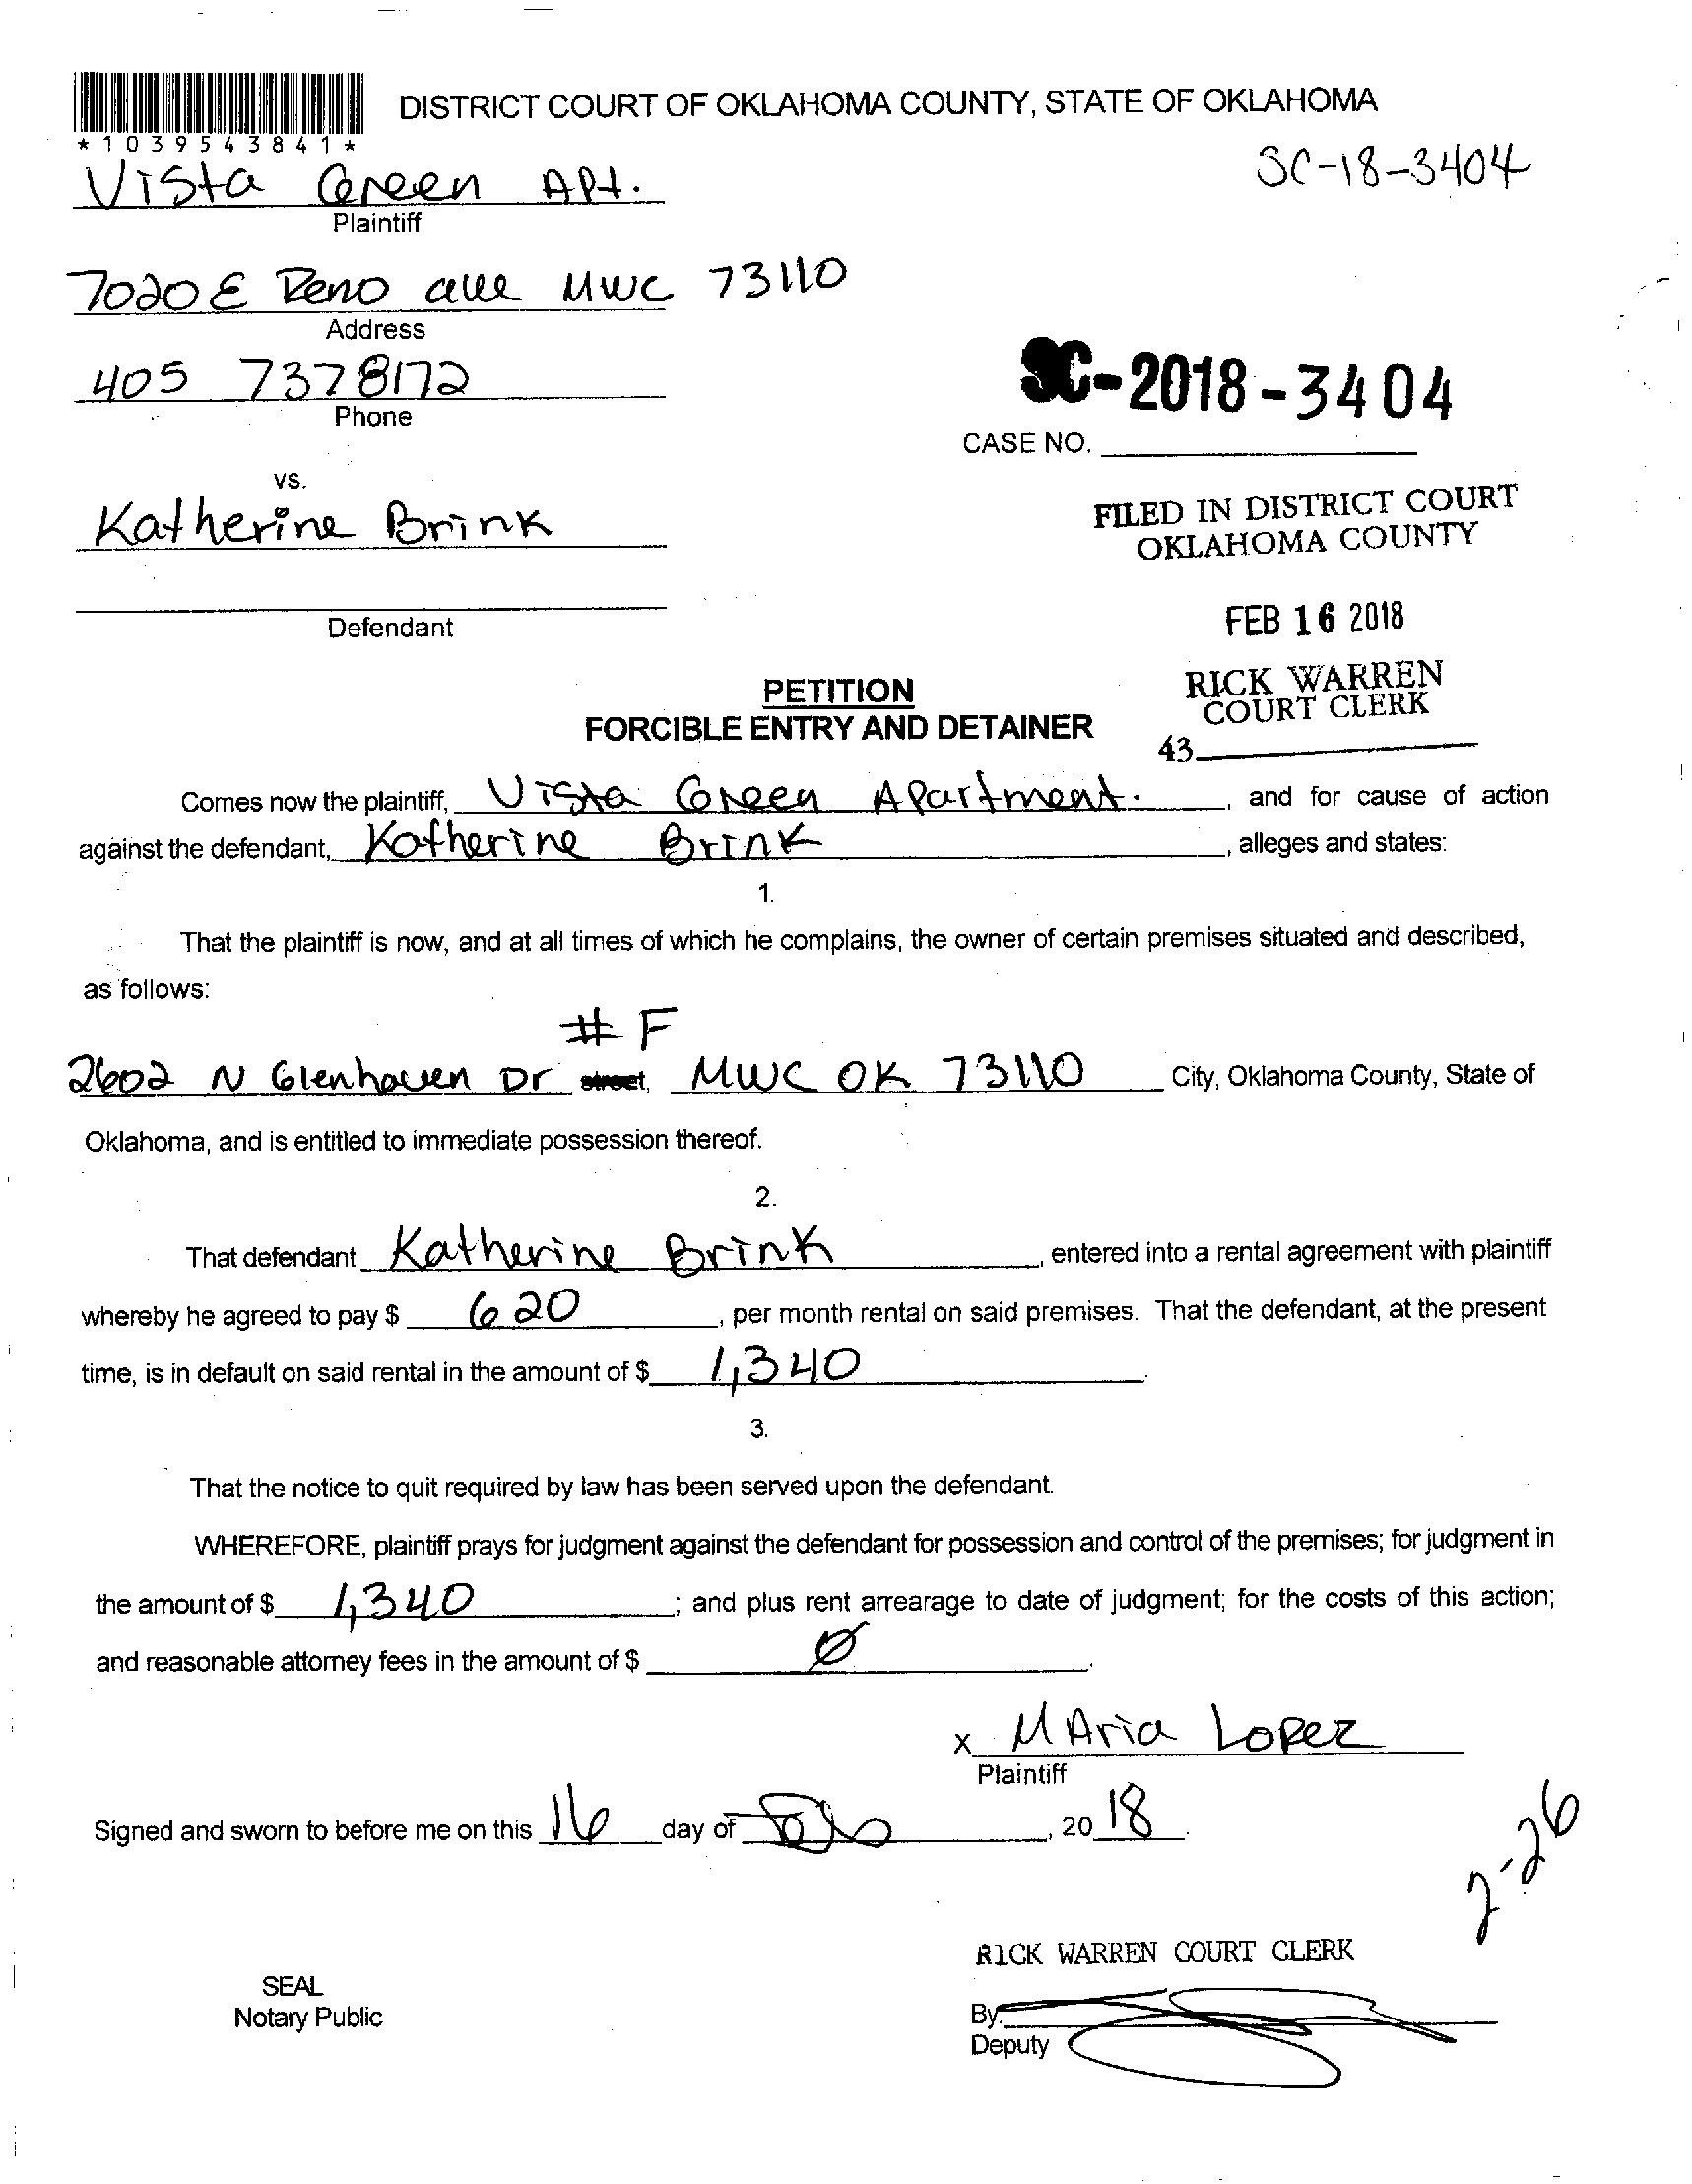 DISTRICT COURT OF OKLAHOMA COUNTY, STATE OF OKLAHOMA
*1039543841*
SC-18-3404
Vista Green APt.
Plaintiff
7020 E Reno ave MWC 73110
Address
405 7378172
Phone
SC-2018-3404
CASE NO.
vs.
Katherine Brink
FILED IN DISTRICT COURT
OKLAHOMA COUNTY
Defendant
FEB 16 2018
PETITION
FORCIBLE ENTRY AND DETAINER
RICK WARREN
COURT CLERK
43
Comes now the plaintiff, Vista Green APartment. , and for cause of action
against the defendant, Katherine Brink , alleges and states:
1.
That the plaintiff is now, and at all times of which he complains, the owner of certain premises situated and described,
as follows:
# F
2602 N Glenhaven Dr street, MWC OK 73110 City, Oklahoma County, State of
Oklahoma, and is entitled to immediate possession thereof.
2.
That defendant Katherine Brink , entered into a rental agreement with plaintiff
whereby he agreed to pay $ 620 , per month rental on said premises. That the defendant, at the present
time, is in default on said rental in the amount of $ 1,340 .
3.
That the notice to quit required by law has been served upon the defendant.
WHEREFORE, plaintiff prays for judgment against the defendant for possession and control of the premises; for judgment in
the amount of $ 1,340 ; and plus rent arrearage to date of judgment; for the costs of this action;
and reasonable attorney fees in the amount of $ Ø .
x MAria LoPez
Plaintiff
Signed and sworn to before me on this 16 day of , 20 18 .
2-26
RICK WARREN COURT CLERK
SEAL
Notary Public
By:
Deputy